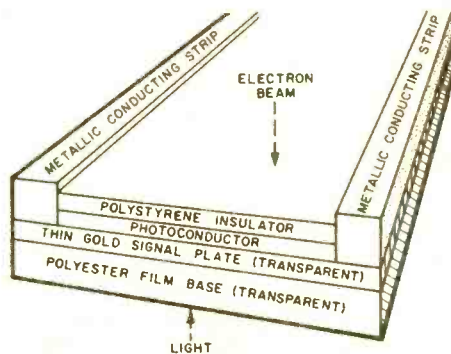 METALLIC CONDUCTING STRIP
ELECTRON
BEAM
METALLIC CONDUCTING STRIP
POLYSTYRENE INSULATOR
PHOTOCONDUCTOR
THIN GOLD SIGNAL PLATE (TRANSPARENT)
POLYESTER FILM BASE (TRANSPARENT)
LIGHT